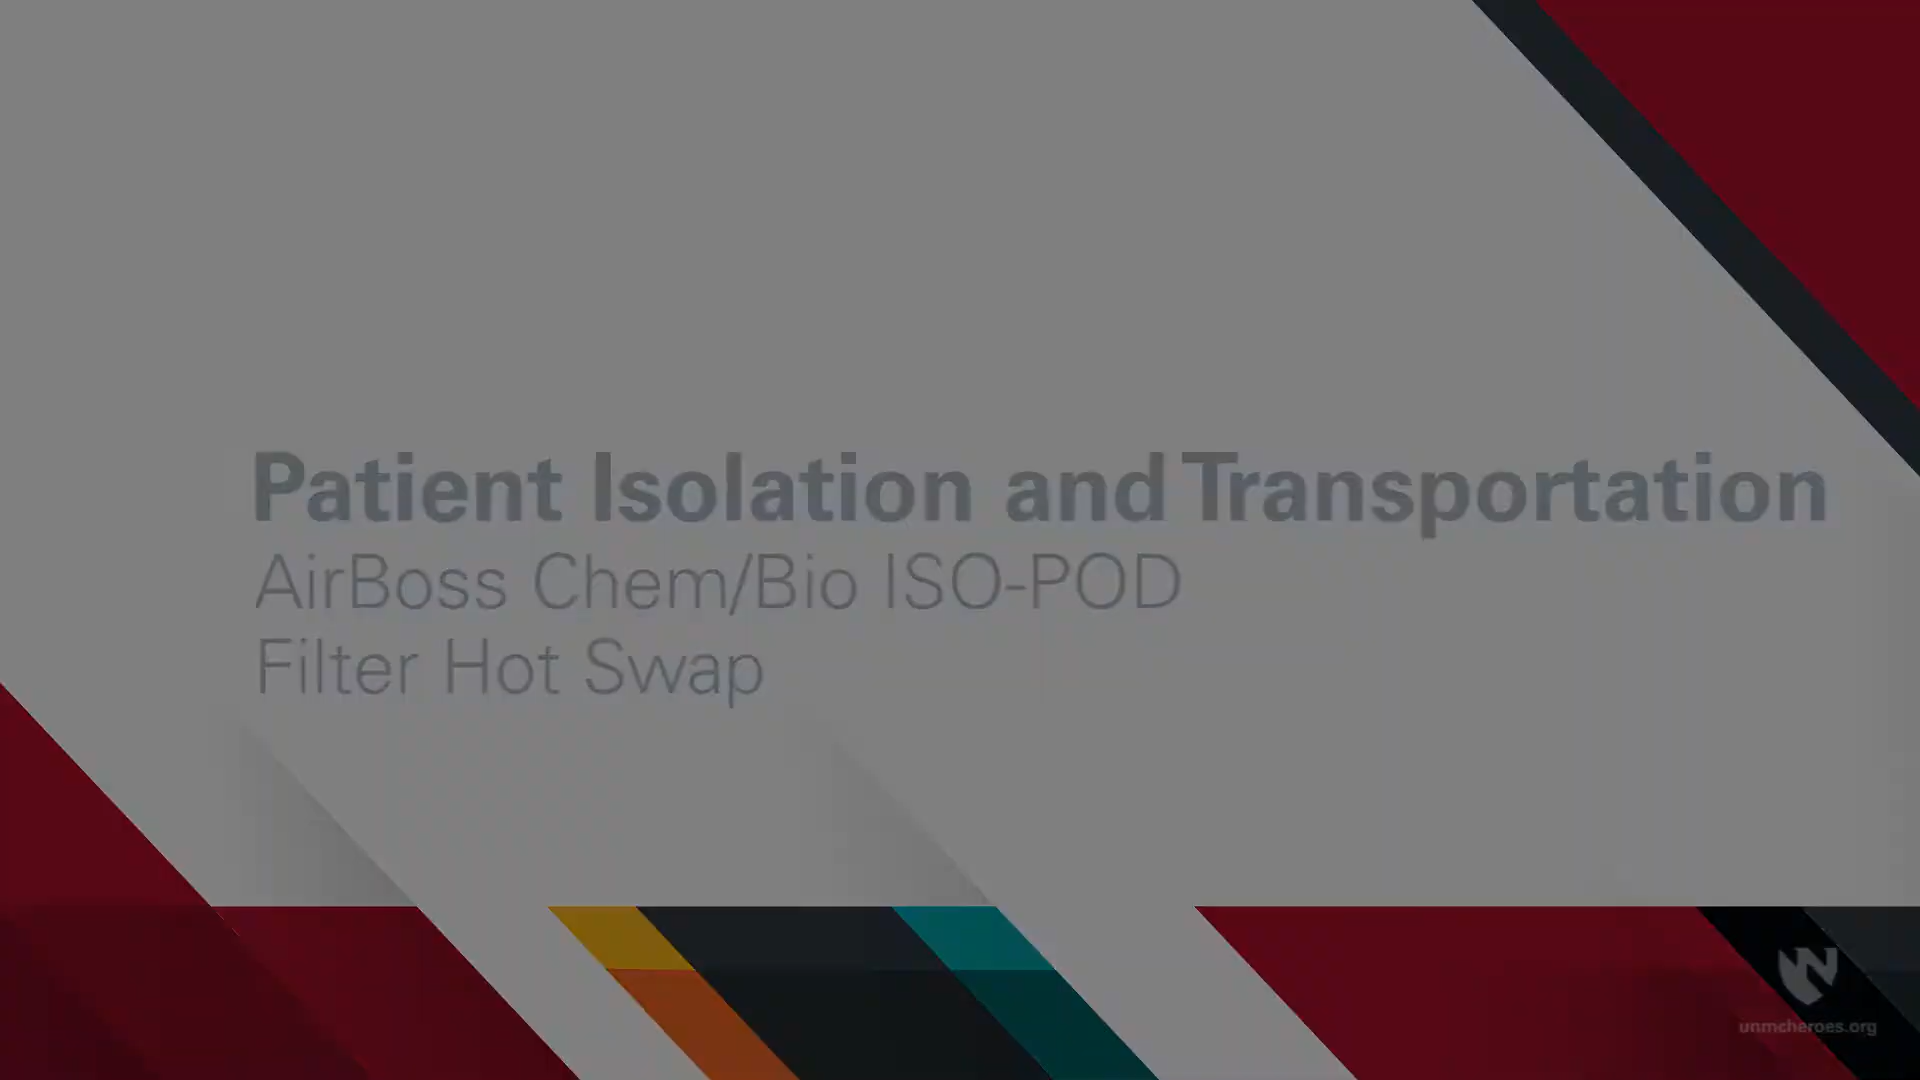 Patient Isolation and Transportation
AirBoss Chem/Bio ISO-POD
Filter Hot Swap
unmcheroes.org